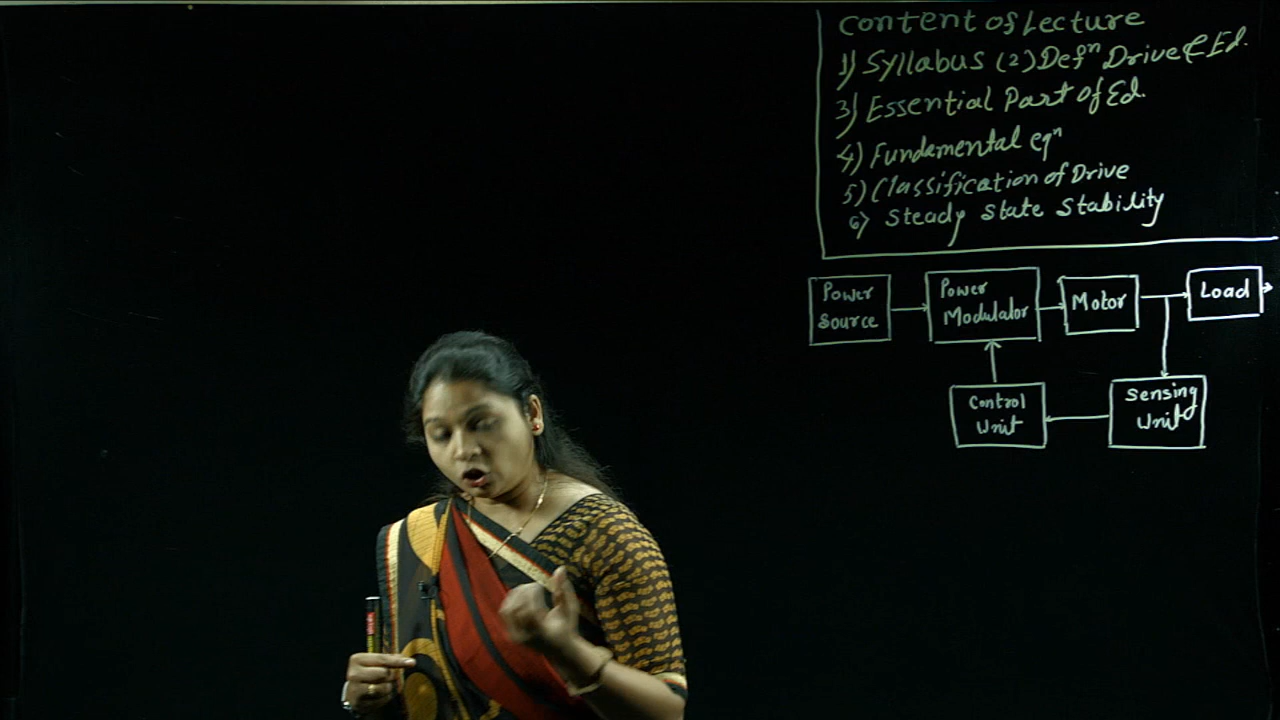 Content of Lecture
1) Syllabus (2) Defⁿ Drive & Ed.
3) Essential Part of Ed.
4) Fundamental eqⁿ
5) Classification of Drive
6) Steady State Stability
Power
Source
Power
Modulator
Motor
Load
Control
Unit
Sensing
Unit